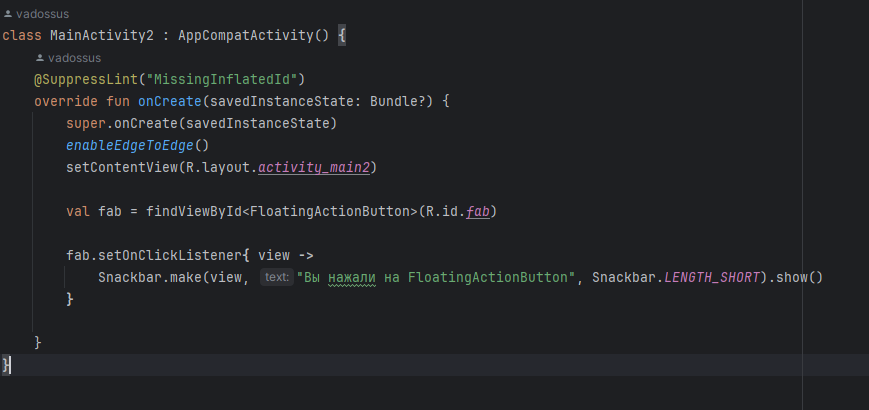 vadossus
class MainActivity2 : AppCompatActivity() {
vadossus
@SuppressLint("MissingInflatedId")
override fun onCreate(savedInstanceState: Bundle?) {
super.onCreate(savedInstanceState)
enableEdgeToEdge()
setContentView(R.layout.activity_main2)
val fab = findViewById<FloatingActionButton>(R.id.fab)
fab.setOnClickListener{ view ->
Snackbar.make(view, text: "Вы нажали на FloatingActionButton", Snackbar.LENGTH_SHORT).show()
}
}
}